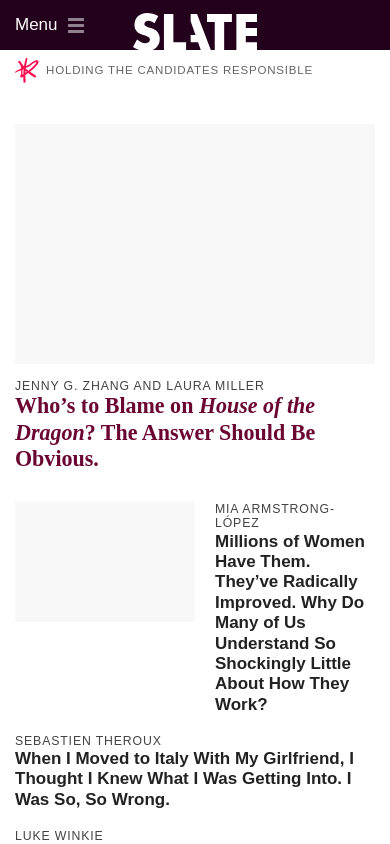 Menu
SLATE
HOLDING THE CANDIDATES RESPONSIBLE
JENNY G. ZHANG AND LAURA MILLER
Who’s to Blame on House of the
Dragon? The Answer Should Be
Obvious.
MIA ARMSTRONG-
LÓPEZ
Millions of Women
Have Them.
They’ve Radically
Improved. Why Do
Many of Us
Understand So
Shockingly Little
About How They
Work?
SEBASTIEN THEROUX
When I Moved to Italy With My Girlfriend, I
Thought I Knew What I Was Getting Into. I
Was So, So Wrong.
LUKE WINKIE